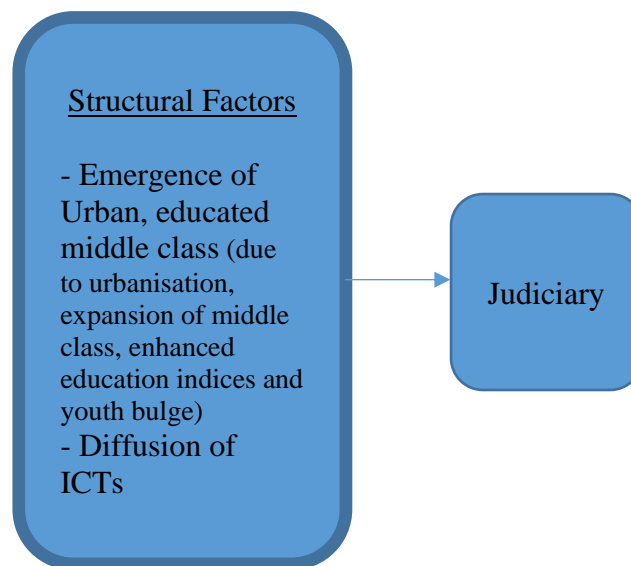 Structural Factors
- Emergence of
Urban, educated
middle class (due
to urbanisation,
expansion of middle
class, enhanced
education indices and
youth bulge)
- Diffusion of
ICTs
Judiciary